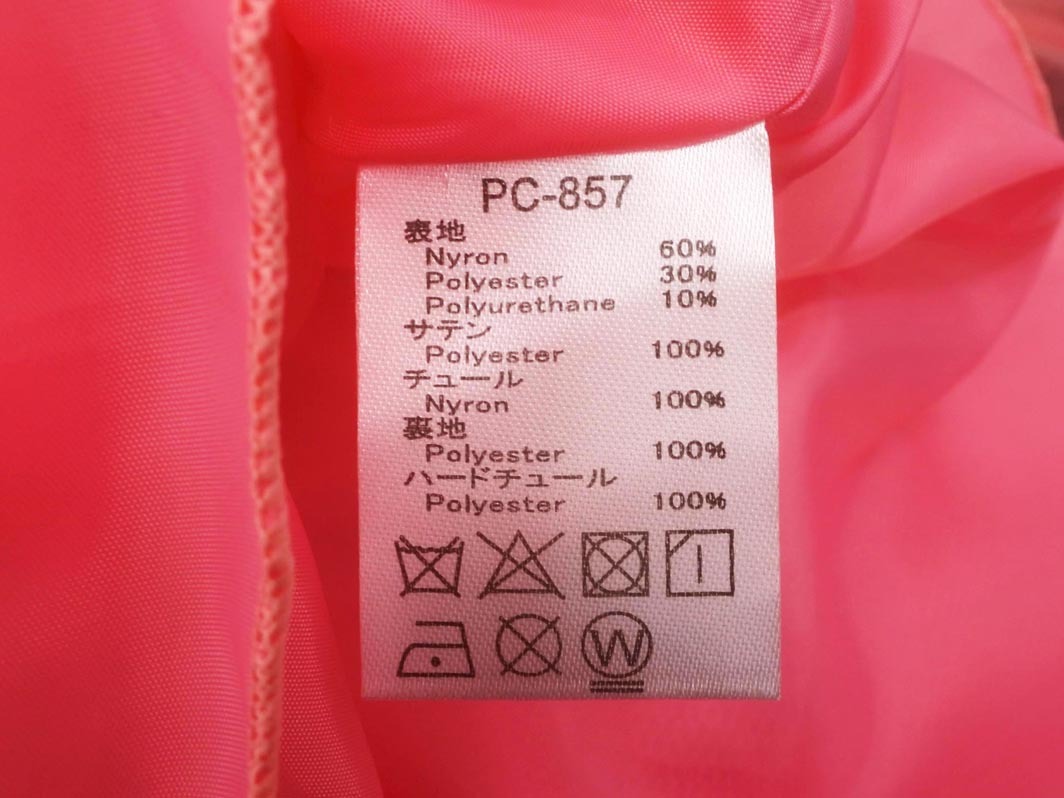 PC-857
表地
Nyron 60%
Polyester 30%
Polyurethane 10%
サテン
Polyester 100%
チュール
Nyron 100%
裏地
Polyester 100%
ハードチュール
Polyester 100%
W